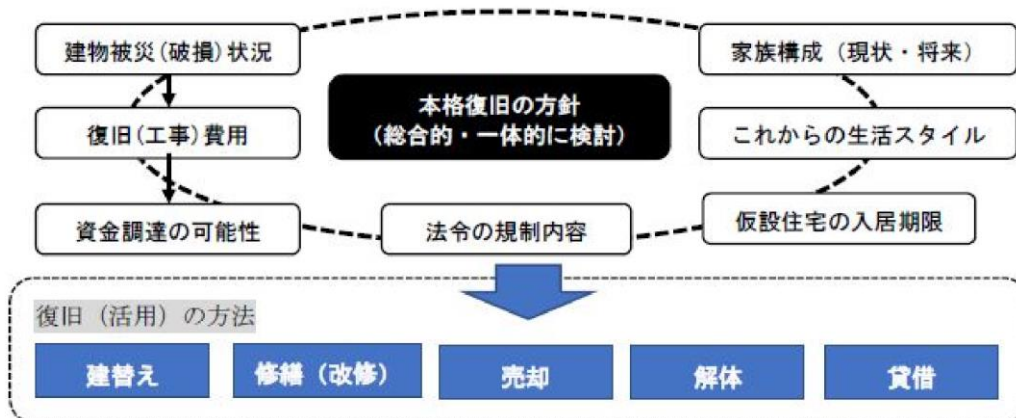 建物被災(破損)状況
家族構成（現状・将来）
本格復旧の方針
(総合的・一体的に検討)
復旧(工事)費用
これからの生活スタイル
資金調達の可能性
法令の規制内容
仮設住宅の入居期限
復旧（活用）の方法
建替え
修繕（改修）
売却
解体
貸借